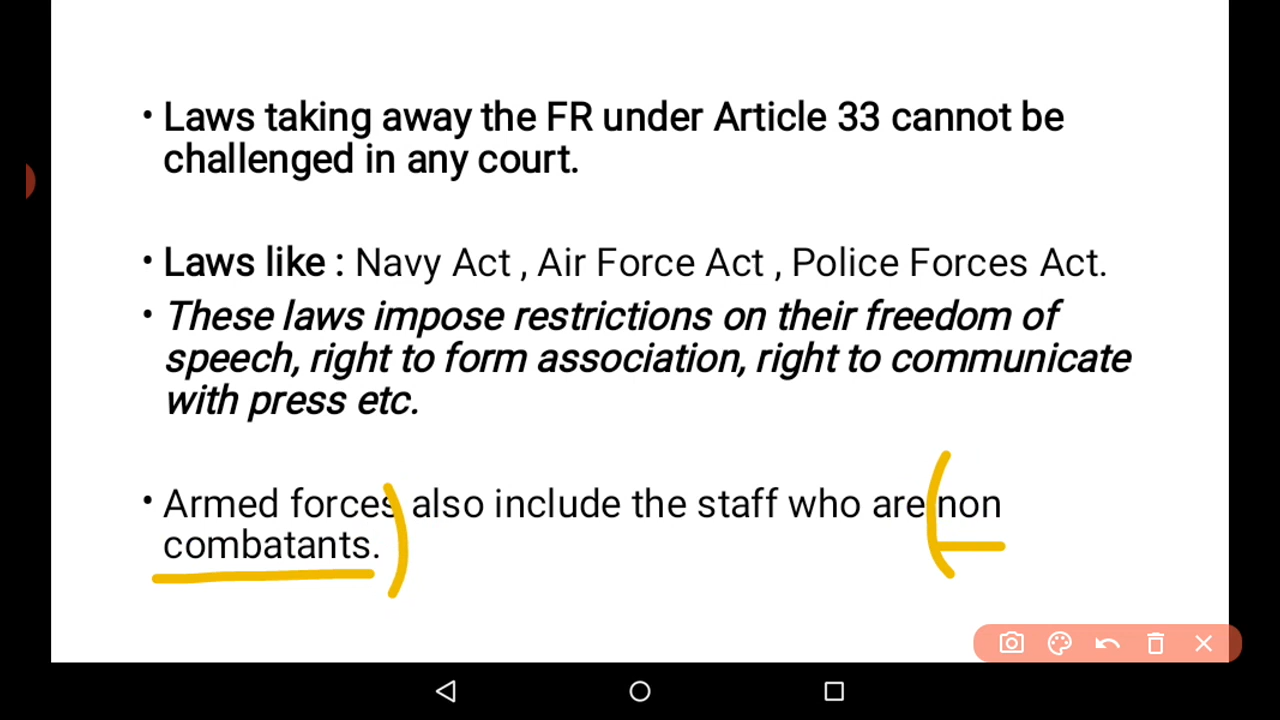 • Laws taking away the FR under Article 33 cannot be
challenged in any court.
• Laws like : Navy Act , Air Force Act , Police Forces Act.
• These laws impose restrictions on their freedom of
speech, right to form association, right to communicate
with press etc.
• Armed forces also include the staff who are non
combatants.